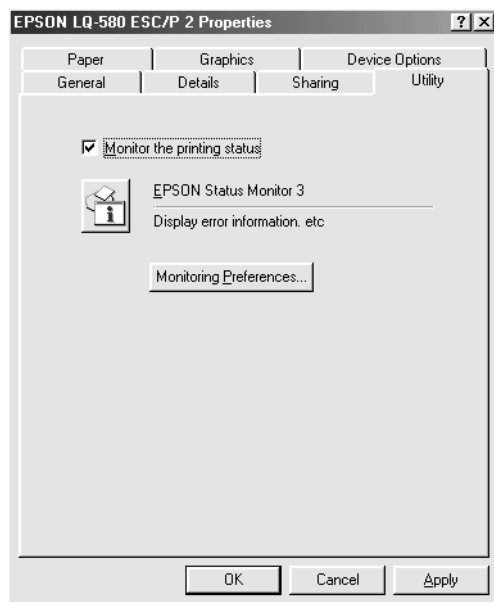 EPSON LQ-580 ESC/P 2 Properties
Paper Graphics Device Options
General Details Sharing Utility
Monitor the printing status
EPSON Status Monitor 3
Display error information. etc
Monitoring Preferences...
OK Cancel Apply